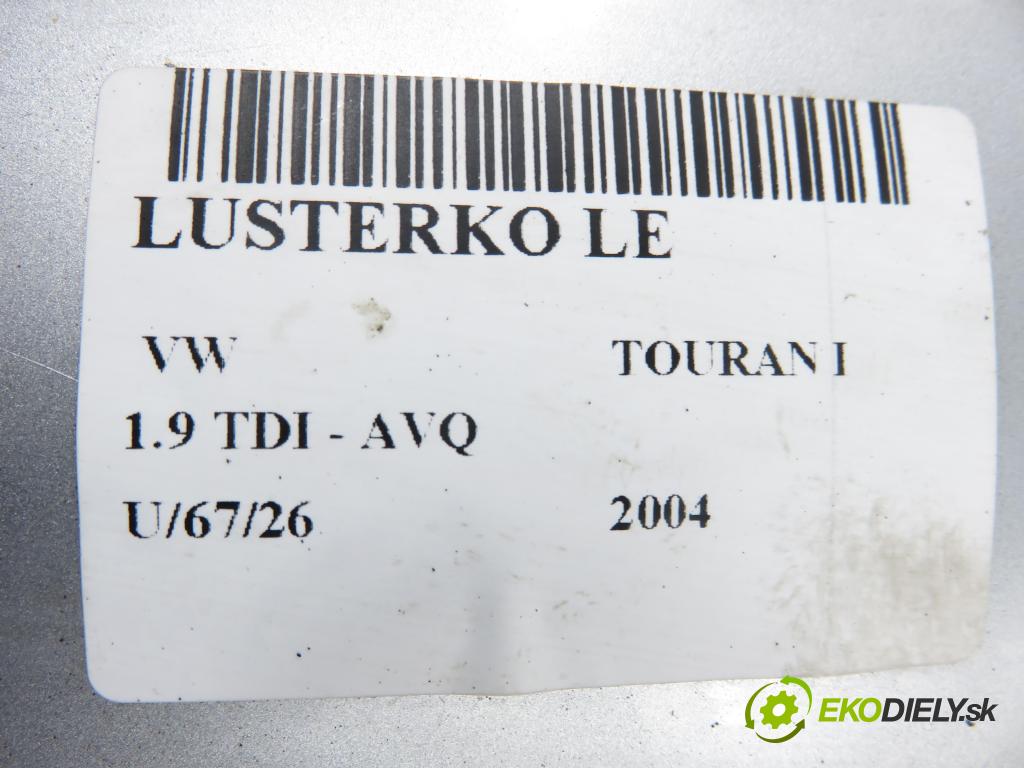 LUSTERKO LE
VW TOURAN I
1.9 TDI - AVQ
U/67/26 2004
EKODIELY.sk